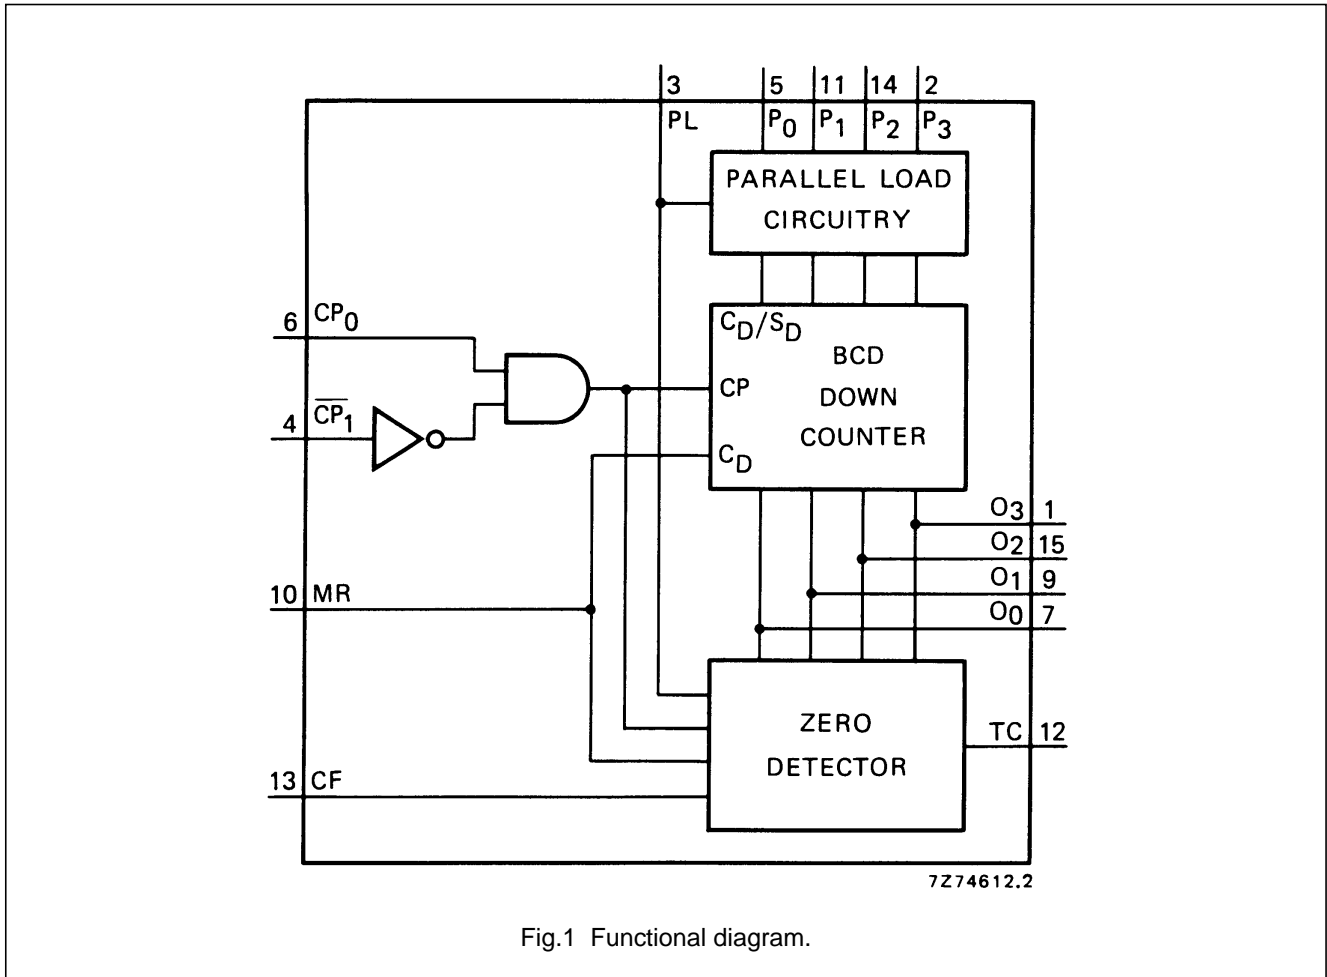 3 5 11 14 2
PL P0 P1 P2 P3
PARALLEL LOAD
CIRCUITRY
6 CP0
CD/SD
BCD
CP
DOWN
4 C̅P̅1
COUNTER
CD
O3 1
O2 15
O1 9
10 MR
O0 7
ZERO
TC 12
DETECTOR
13 CF
7Z74612.2
Fig.1 Functional diagram.